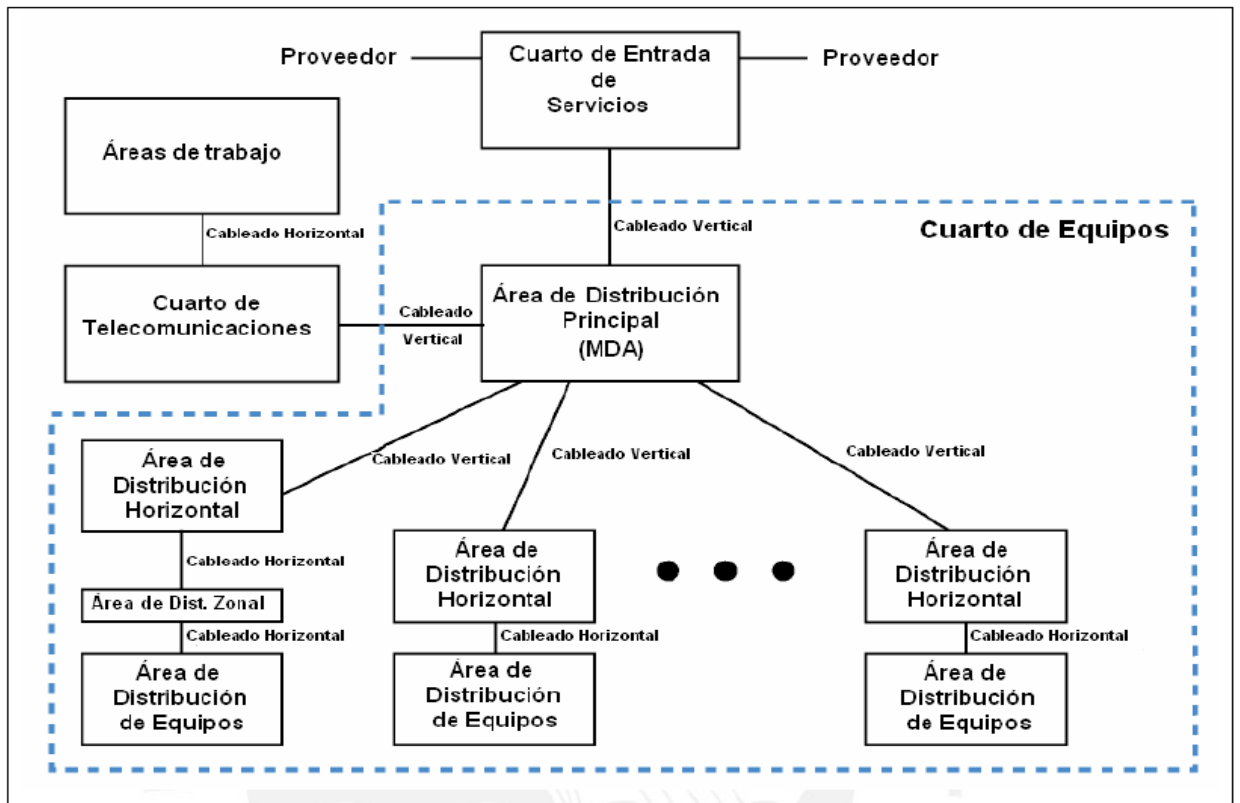 Proveedor
Cuarto de Entrada
de
Servicios
Proveedor
Áreas de trabajo
Cableado Horizontal
Cableado Vertical
Cuarto de Equipos
Cuarto de
Telecomunicaciones
Cableado
Vertical
Área de Distribución
Principal
(MDA)
Cableado Vertical
Cableado Vertical
Cableado Vertical
Área de
Distribución
Horizontal
Cableado Horizontal
Área de Dist. Zonal
Cableado Horizontal
Área de
Distribución
de Equipos
Área de
Distribución
Horizontal
Cableado Horizontal
Área de
Distribución
de Equipos
Área de
Distribución
Horizontal
Cableado Horizontal
Área de
Distribución
de Equipos